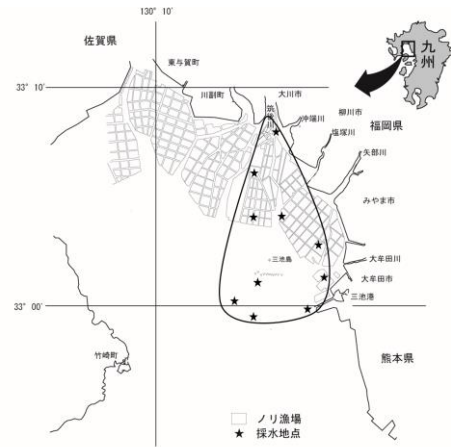 130° 10′
佐賀県
九州
東与賀町
33° 10′
川副町
大川市
筑後川
沖端川
柳川市
塩塚川
福岡県
矢部川
みやま市
三池島
大牟田川
大牟田市
三池港
33° 00′
竹崎町
熊本県
ノリ漁場
★ 採水地点